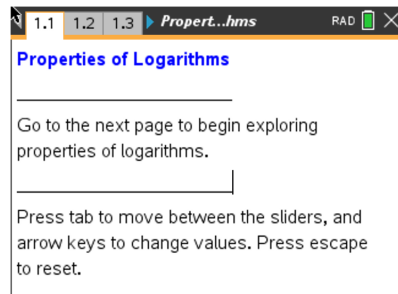 1.1 1.2 1.3 Propert...hms RAD
Properties of Logarithms
Go to the next page to begin exploring
properties of logarithms.
Press tab to move between the sliders, and
arrow keys to change values. Press escape
to reset.